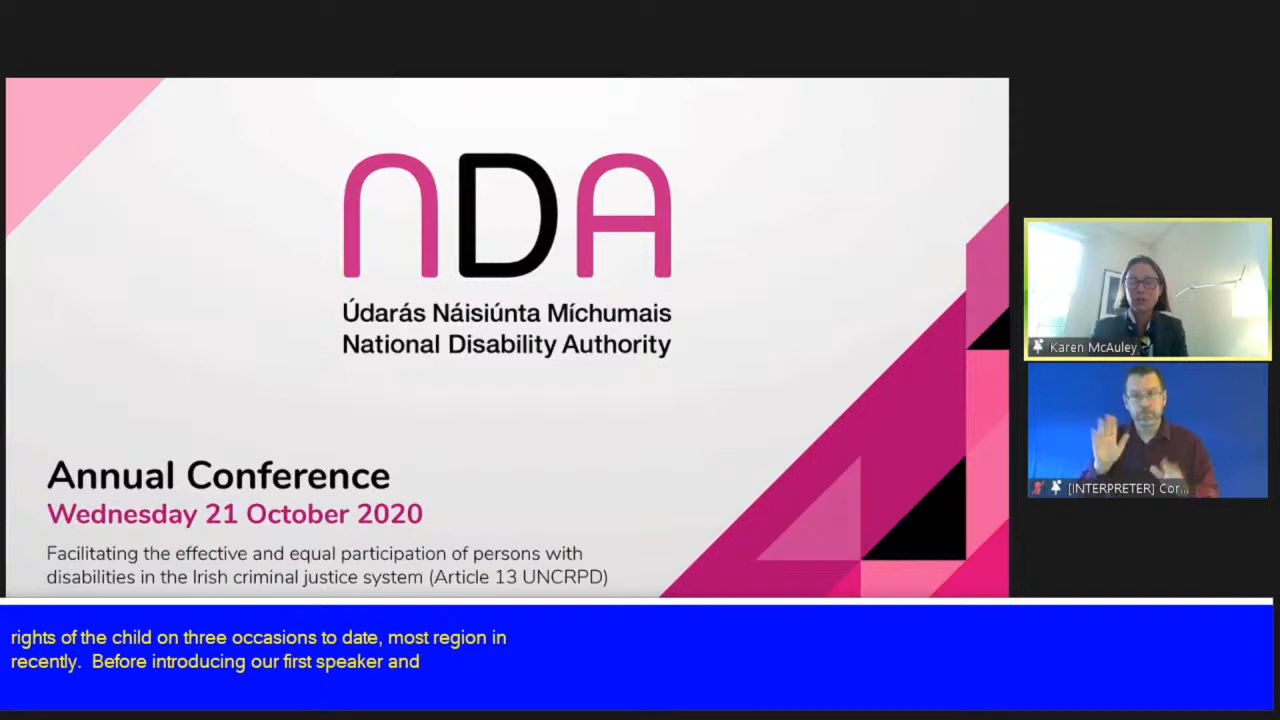 NDA
Údarás Náisiúnta Míchumais
National Disability Authority
Annual Conference
Wednesday 21 October 2020
Facilitating the effective and equal participation of persons with
disabilities in the Irish criminal justice system (Article 13 UNCRPD)
Karen McAuley
[INTERPRETER] Cor...
rights of the child on three occasions to date, most region in
recently.  Before introducing our first speaker and